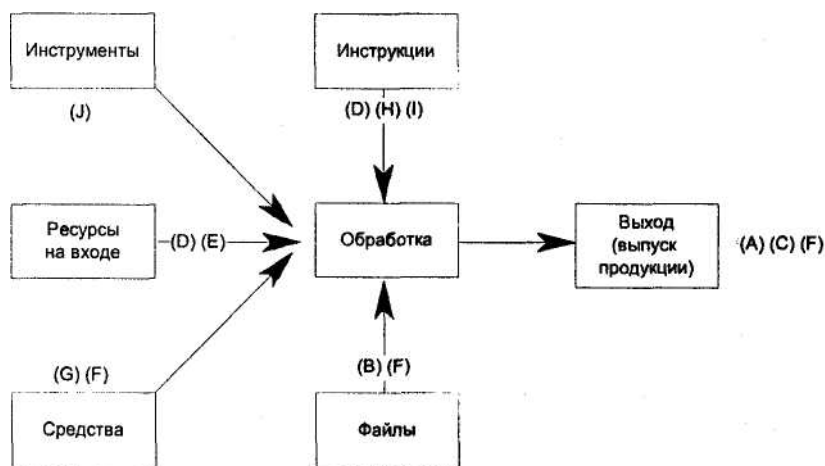 Инструменты
Инструкции
(J)
(D) (H) (I)
Ресурсы
на входе
(D) (E)
Обработка
Выход
(выпуск
продукции)
(A) (C) (F)
(G) (F)
(B) (F)
Средства
Файлы